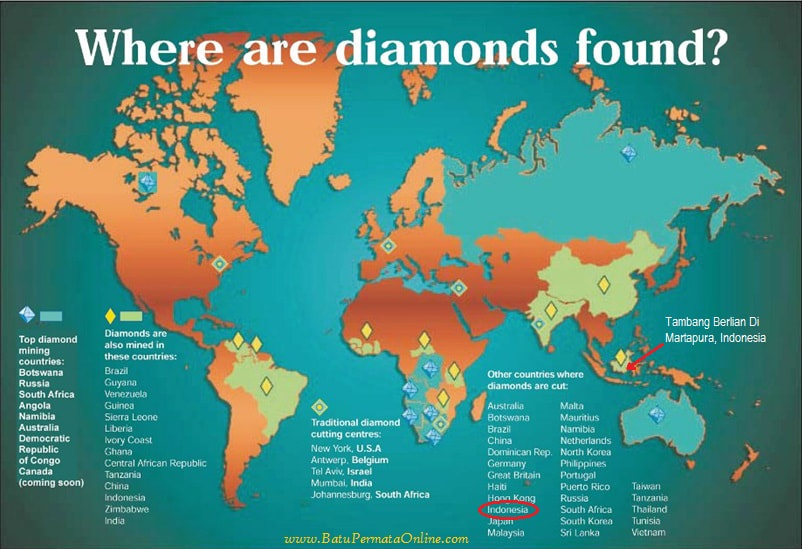 Where are diamonds found?
Tambang Berlian Di
Martapura, Indonesia
Top diamond
mining
countries:
Botswana
Russia
South Africa
Angola
Namibia
Australia
Democratic
Republic
of Congo
Canada
(coming soon)
Diamonds are
also mined in
these countries:
Brazil
Guyana
Venezuela
Guinea
Sierra Leone
Liberia
Ivory Coast
Ghana
Central African Republic
Tanzania
China
Indonesia
Zimbabwe
India
Traditional diamond
cutting centres:
New York, U.S.A
Antwerp, Belgium
Tel Aviv, Israel
Mumbai, India
Johannesburg, South Africa
Other countries where
diamonds are cut:
Australia
Botswana
Brazil
China
Dominican Rep.
Germany
Great Britain
Haiti
Hong Kong
Indonesia
Japan
Malaysia
Malta
Mauritius
Namibia
Netherlands
North Korea
Philippines
Portugal
Puerto Rico
Russia
South Africa
South Korea
Sri Lanka
Taiwan
Tanzania
Thailand
Tunisia
Vietnam
www.BatuPermataOnline.com